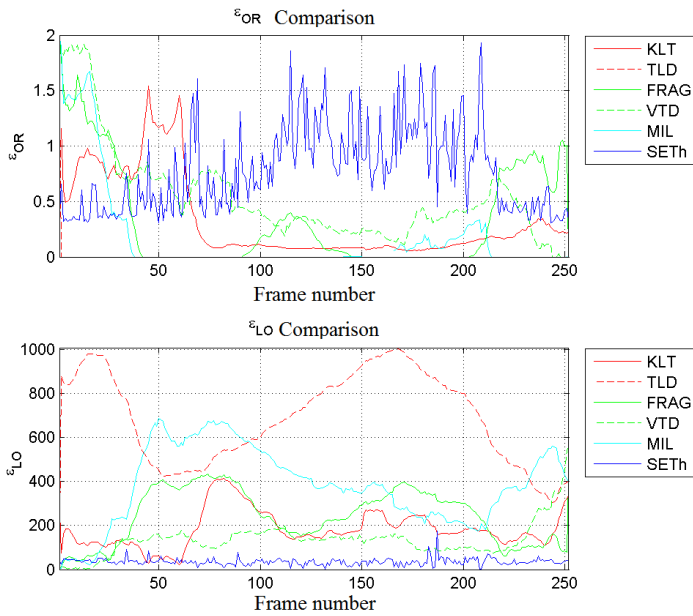 εOR Comparison
2
1.5
1
0.5
0
εOR
50
100
150
200
250
Frame number
KLT
TLD
FRAG
VTD
MIL
SETh
εLO Comparison
1000
800
600
400
200
0
εLO
50
100
150
200
250
Frame number
KLT
TLD
FRAG
VTD
MIL
SETh